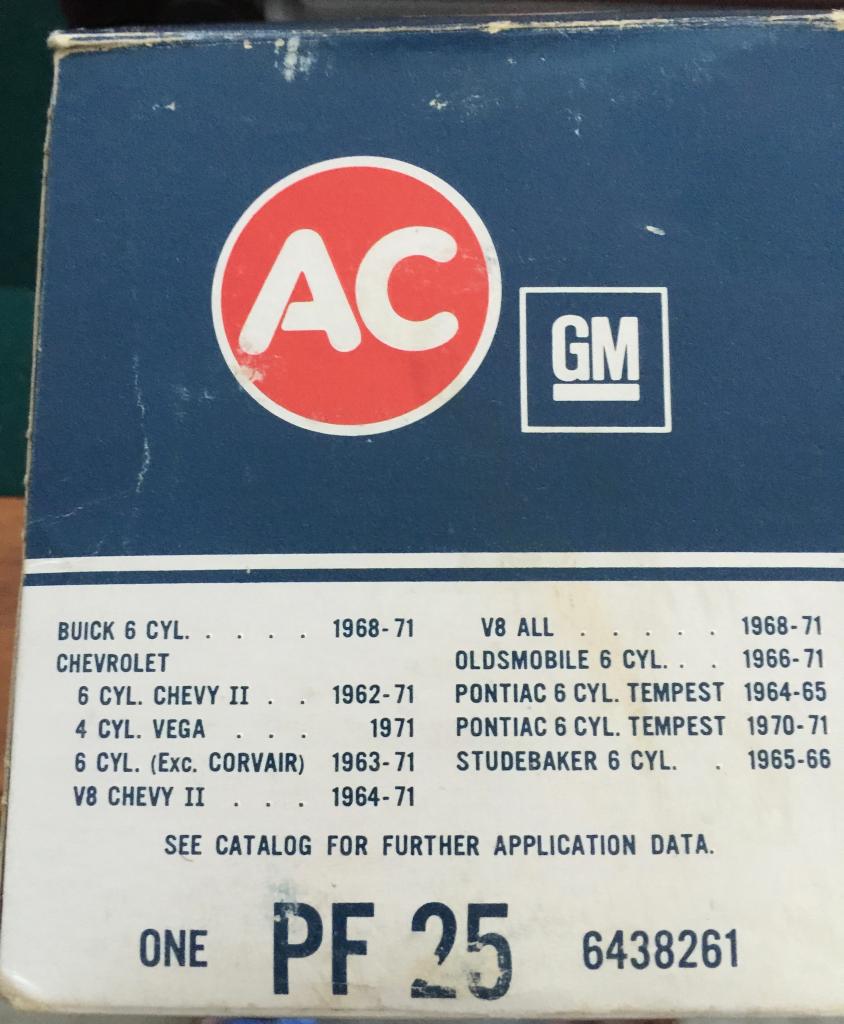 AC
GM
BUICK 6 CYL. . . . . 1968-71
CHEVROLET
6 CYL. CHEVY II . . 1962-71
4 CYL. VEGA . . . 1971
6 CYL. (Exc. CORVAIR) 1963-71
V8 CHEVY II . . . 1964-71
V8 ALL . . . . . 1968-71
OLDSMOBILE 6 CYL. . . 1966-71
PONTIAC 6 CYL. TEMPEST 1964-65
PONTIAC 6 CYL. TEMPEST 1970-71
STUDEBAKER 6 CYL. . 1965-66
SEE CATALOG FOR FURTHER APPLICATION DATA.
ONE PF 25 6438261